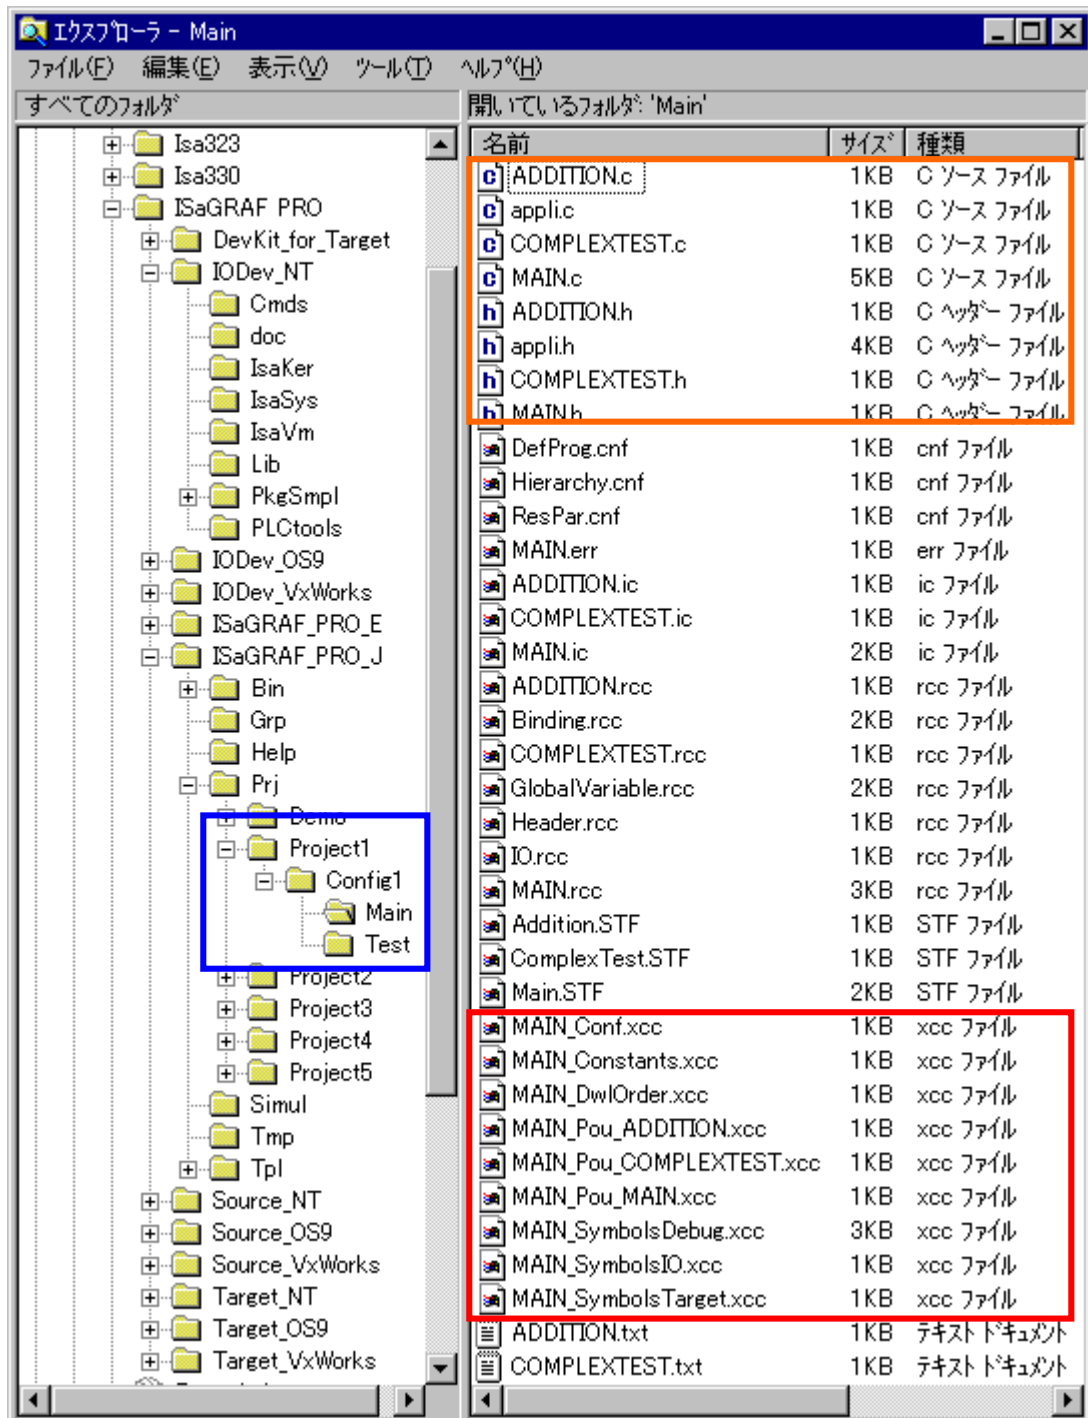 エクスプローラ - Main
ファイル(F) 編集(E) 表示(V) ツール(T) ヘルプ(H)
すべてのフォルダ
開いているフォルダ: 'Main'
Isa323
Isa330
ISaGRAF PRO
DevKit_for_Target
IODev_NT
Cmds
doc
IsaKer
IsaSys
IsaVm
Lib
PkgSmpl
PLCtools
IODev_OS9
IODev_VxWorks
ISaGRAF_PRO_E
ISaGRAF_PRO_J
Bin
Grp
Help
Prj
Demo
Project1
Config1
Main
Test
Project2
Project3
Project4
Project5
Simul
Tmp
Tpl
Source_NT
Source_OS9
Source_VxWorks
Target_NT
Target_OS9
Target_VxWorks
名前 サイズ 種類
ADDITION.c 1KB C ソース ファイル
appli.c 1KB C ソース ファイル
COMPLEXTEST.c 1KB C ソース ファイル
MAIN.c 5KB C ソース ファイル
ADDITION.h 1KB C ヘッダー ファイル
appli.h 4KB C ヘッダー ファイル
COMPLEXTEST.h 1KB C ヘッダー ファイル
MAIN.h 1KB C ヘッダー ファイル
DefProg.cnf 1KB cnf ファイル
Hierarchy.cnf 1KB cnf ファイル
ResPar.cnf 1KB cnf ファイル
MAIN.err 1KB err ファイル
ADDITION.ic 1KB ic ファイル
COMPLEXTEST.ic 1KB ic ファイル
MAIN.ic 2KB ic ファイル
ADDITION.rcc 1KB rcc ファイル
Binding.rcc 2KB rcc ファイル
COMPLEXTEST.rcc 1KB rcc ファイル
GlobalVariable.rcc 2KB rcc ファイル
Header.rcc 1KB rcc ファイル
IO.rcc 1KB rcc ファイル
MAIN.rcc 3KB rcc ファイル
Addition.STF 1KB STF ファイル
ComplexTest.STF 1KB STF ファイル
Main.STF 2KB STF ファイル
MAIN_Conf.xcc 1KB xcc ファイル
MAIN_Constants.xcc 1KB xcc ファイル
MAIN_DwlOrder.xcc 1KB xcc ファイル
MAIN_Pou_ADDITION.xcc 1KB xcc ファイル
MAIN_Pou_COMPLEXTEST.xcc 1KB xcc ファイル
MAIN_Pou_MAIN.xcc 1KB xcc ファイル
MAIN_SymbolsDebug.xcc 3KB xcc ファイル
MAIN_SymbolsIO.xcc 1KB xcc ファイル
MAIN_SymbolsTarget.xcc 1KB xcc ファイル
ADDITION.txt 1KB テキスト ドキュメント
COMPLEXTEST.txt 1KB テキスト ドキュメント